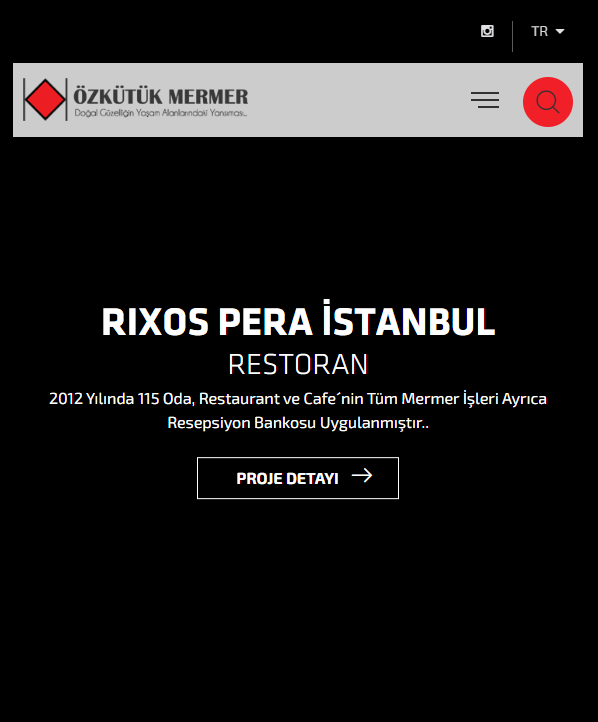 TR
ÖZKÜTÜK MERMER
Doğal Güzelliğin Yaşam Alanlarındaki Yansıması...
RIXOS PERA İSTANBUL
RESTORAN
2012 Yılında 115 Oda, Restaurant ve Cafe´nin Tüm Mermer İşleri Ayrıca
Resepsiyon Bankosu Uygulanmıştır..
PROJE DETAYI